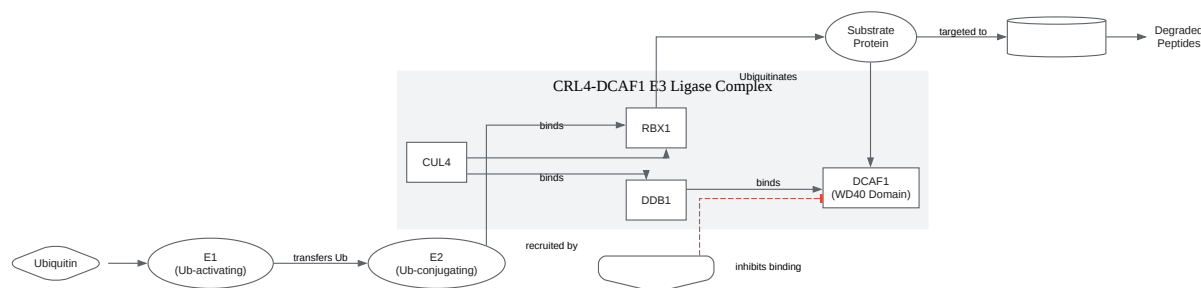 Substrate
Protein
targeted to
Degraded
Peptides
Ubiquitinates
CRL4-DCAF1 E3 Ligase Complex
binds
RBX1
CUL4
binds
DDB1
binds
DCAF1
(WD40 Domain)
Ubiquitin
E1
(Ub-activating)
transfers Ub
E2
(Ub-conjugating)
recruited by
inhibits binding